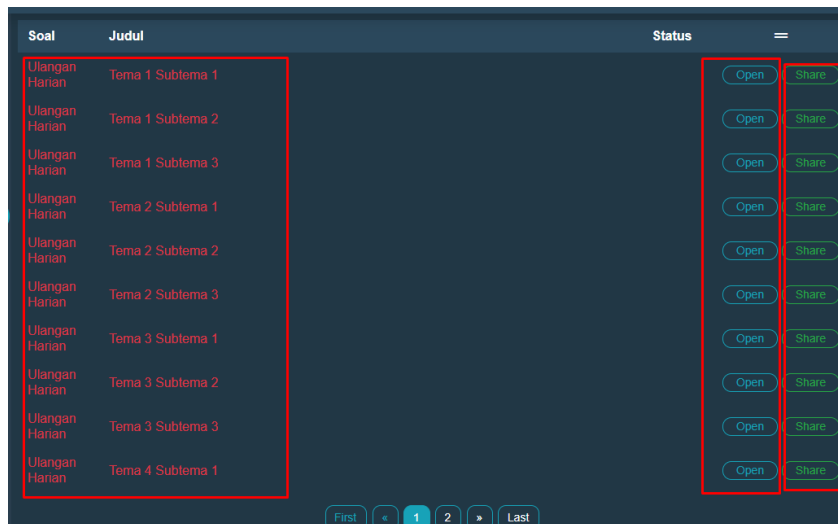 Soal Judul Status
Ulangan Harian Tema 1 Subtema 1 Open Share
Ulangan Harian Tema 1 Subtema 2 Open Share
Ulangan Harian Tema 1 Subtema 3 Open Share
Ulangan Harian Tema 2 Subtema 1 Open Share
Ulangan Harian Tema 2 Subtema 2 Open Share
Ulangan Harian Tema 2 Subtema 3 Open Share
Ulangan Harian Tema 3 Subtema 1 Open Share
Ulangan Harian Tema 3 Subtema 2 Open Share
Ulangan Harian Tema 3 Subtema 3 Open Share
Ulangan Harian Tema 4 Subtema 1 Open Share
First « 1 2 » Last